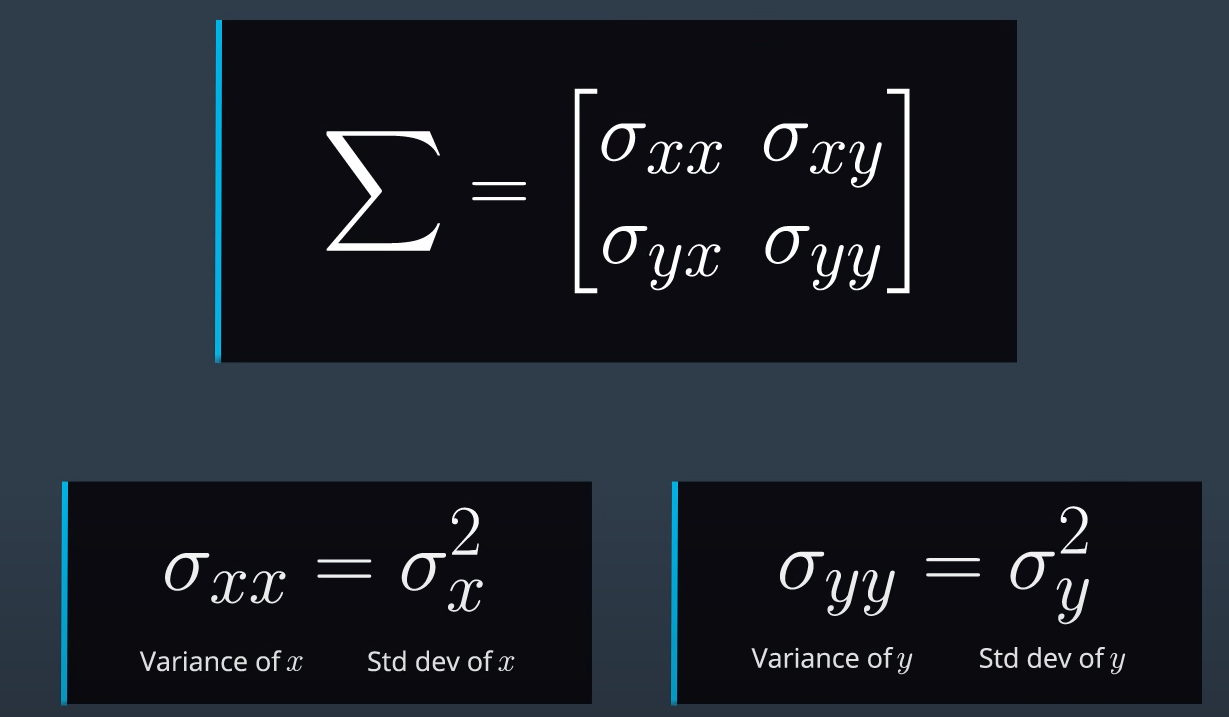 ∑ = [σxx σxy
σyx σyy]
σxx = σx²
Variance of x Std dev of x
σyy = σy²
Variance of y Std dev of y